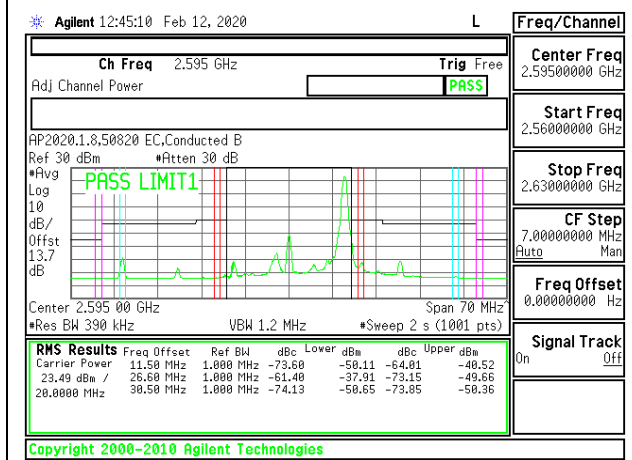 Agilent 12:45:10 Feb 12, 2020 L
Freq/Channel
Ch Freq 2.595 GHz Trig Free
Adj Channel Power PASS
Center Freq
2.59500000 GHz
Start Freq
2.56000000 GHz
AP2020.1.8,50820 EC,Conducted B
Ref 30 dBm #Atten 30 dB
#Avg
Log
10
dB/
Offst
13.7
dB
PASS LIMIT1
Stop Freq
2.63000000 GHz
CF Step
7.00000000 MHz
Auto Man
Freq Offset
0.00000000 Hz
Center 2.595 00 GHz Span 70 MHz^
#Res BW 390 kHz VBW 1.2 MHz #Sweep 2 s (1001 pts)
Signal Track
On Off
RMS Results Freq Offset Ref BW dBc Lower dBm dBc Upper dBm
Carrier Power 11.50 MHz 1.000 MHz -73.60 -50.11 -64.01 -40.52
23.49 dBm / 26.60 MHz 1.000 MHz -61.40 -37.91 -73.15 -49.66
20.0000 MHz 30.50 MHz 1.000 MHz -74.13 -50.65 -73.85 -50.36
Copyright 2000-2010 Agilent Technologies